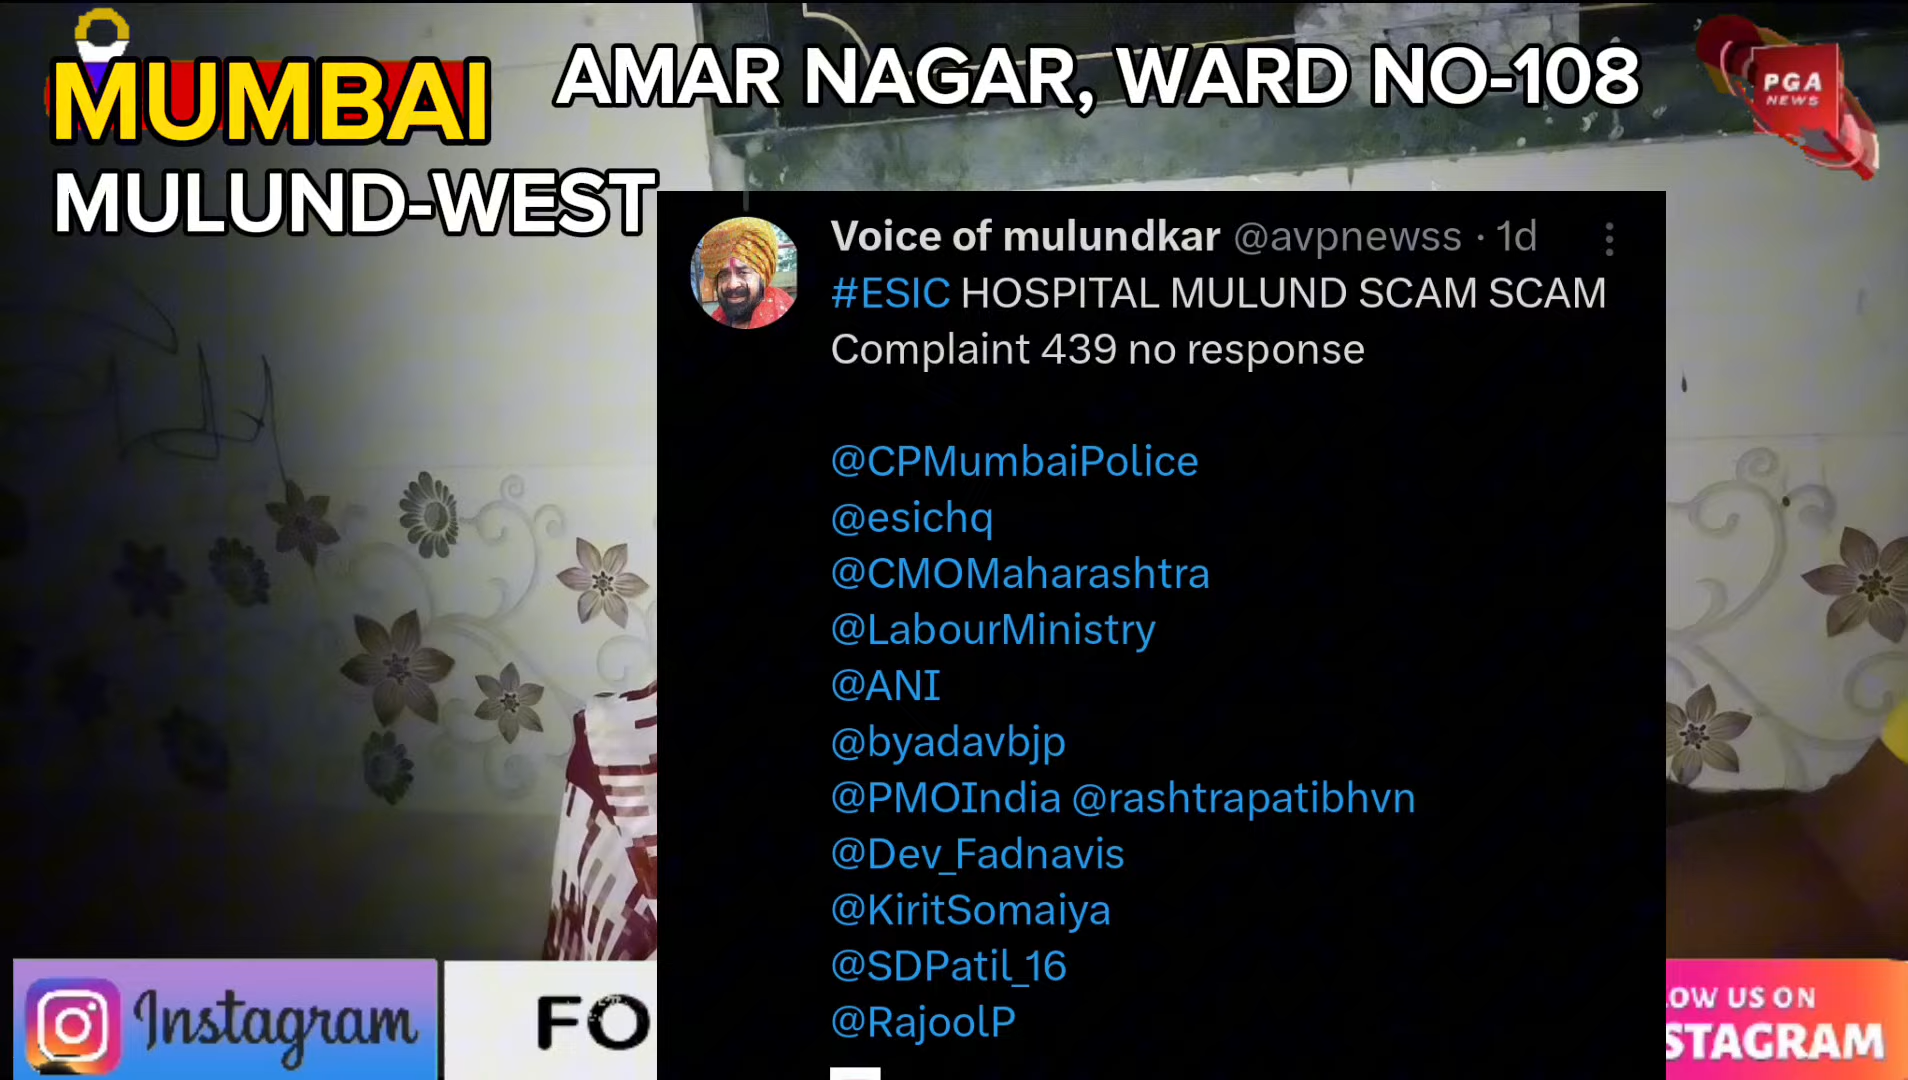 MUMBAI
AMAR NAGAR, WARD NO-108
PGA
NEWS
MULUND-WEST
Voice of mulundkar @avpnewss · 1d
#ESIC HOSPITAL MULUND SCAM SCAM
Complaint 439 no response
@CPMumbaiPolice
@esichq
@CMOMaharashtra
@LabourMinistry
@ANI
@byadavbjp
@PMOIndia @rashtrapatibhvn
@Dev_Fadnavis
@KiritSomaiya
@SDPatil_16
@RajoolP
Instagram
FO
OW US ON
STAGRAM